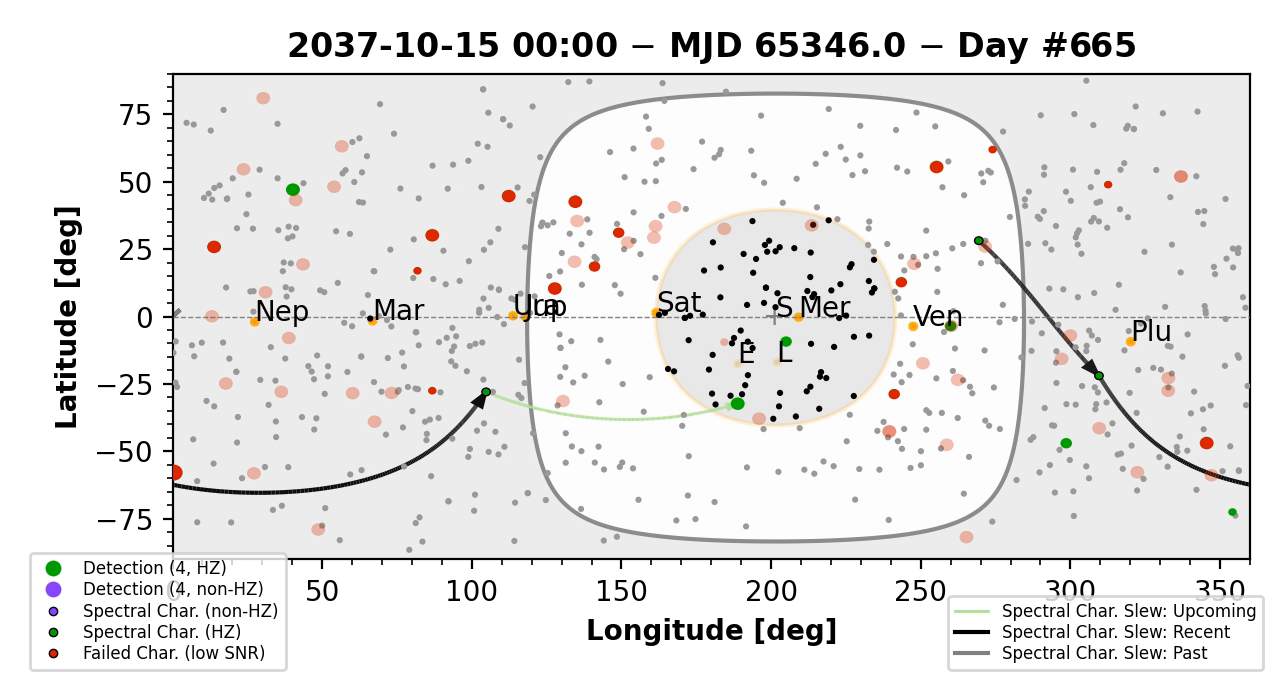 2037-10-15 00:00 − MJD 65346.0 − Day #665
Latitude [deg]
75
50
25
0
−25
−50
−75
Nep
Mar
Sat
S
Mer
Ven
Plu
E
L
0
50
100
150
200
250
300
350
Longitude [deg]
Detection (4, HZ)
Detection (4, non-HZ)
Spectral Char. (non-HZ)
Spectral Char. (HZ)
Failed Char. (low SNR)
Spectral Char. Slew: Upcoming
Spectral Char. Slew: Recent
Spectral Char. Slew: Past